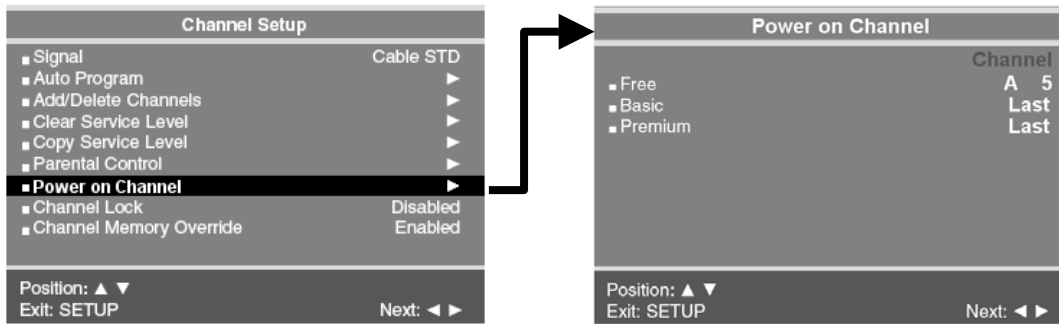 Channel Setup
Signal Cable STD
Auto Program ▶
Add/Delete Channels ▶
Clear Service Level ▶
Copy Service Level ▶
Parental Control ▶
Power on Channel ▶
Channel Lock Disabled
Channel Memory Override Enabled
Position: ▲ ▼
Exit: SETUP Next: ◀ ▶
Power on Channel
Channel
Free A 5
Basic Last
Premium Last
Position: ▲ ▼
Exit: SETUP Next: ◀ ▶